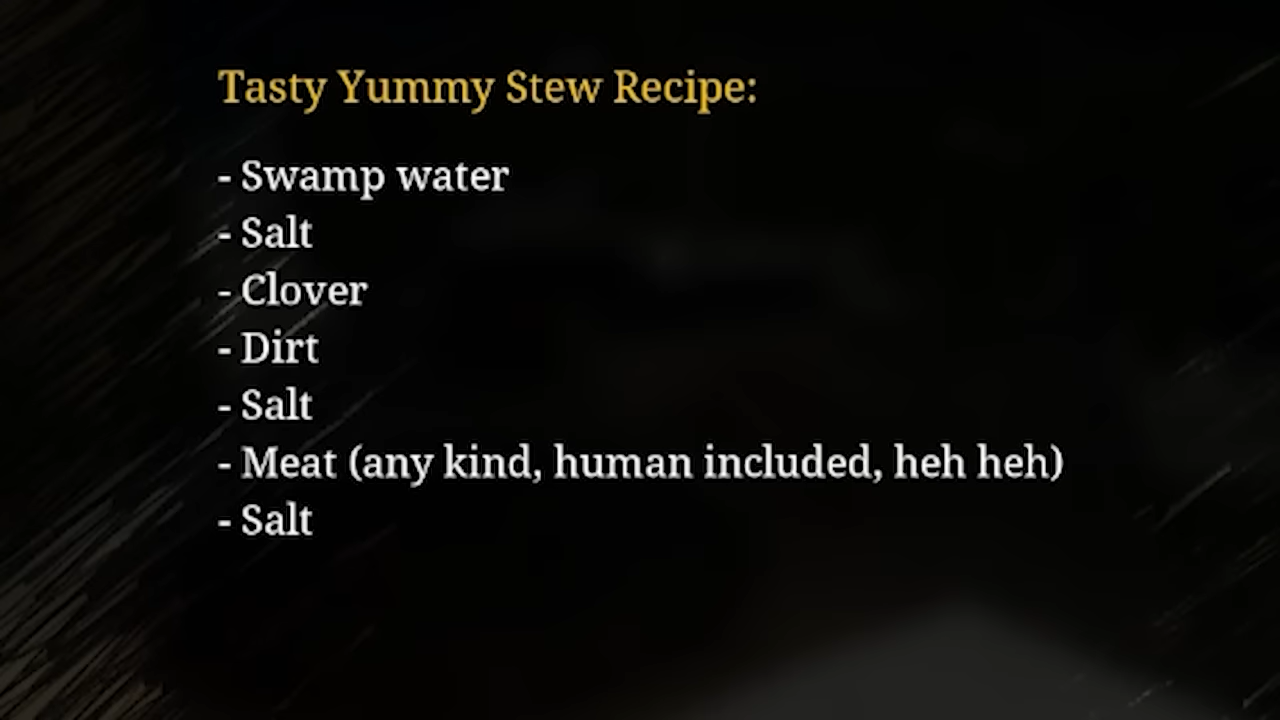 Tasty Yummy Stew Recipe:
- Swamp water
- Salt
- Clover
- Dirt
- Salt
- Meat (any kind, human included, heh heh)
- Salt